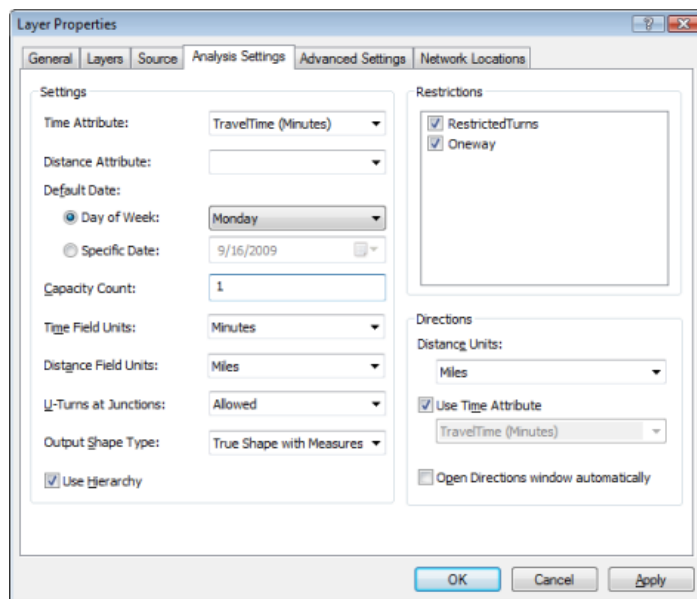 Layer Properties
General Layers Source Analysis Settings Advanced Settings Network Locations
Settings
Time Attribute: TravelTime (Minutes)
Distance Attribute:
Default Date:
Day of Week: Monday
Specific Date: 9/16/2009
Capacity Count: 1
Time Field Units: Minutes
Distance Field Units: Miles
U-Turns at Junctions: Allowed
Output Shape Type: True Shape with Measures
Use Hierarchy
Restrictions
RestrictedTurns
Oneway
Directions
Distance Units:
Miles
Use Time Attribute
TravelTime (Minutes)
Open Directions window automatically
OK Cancel Apply